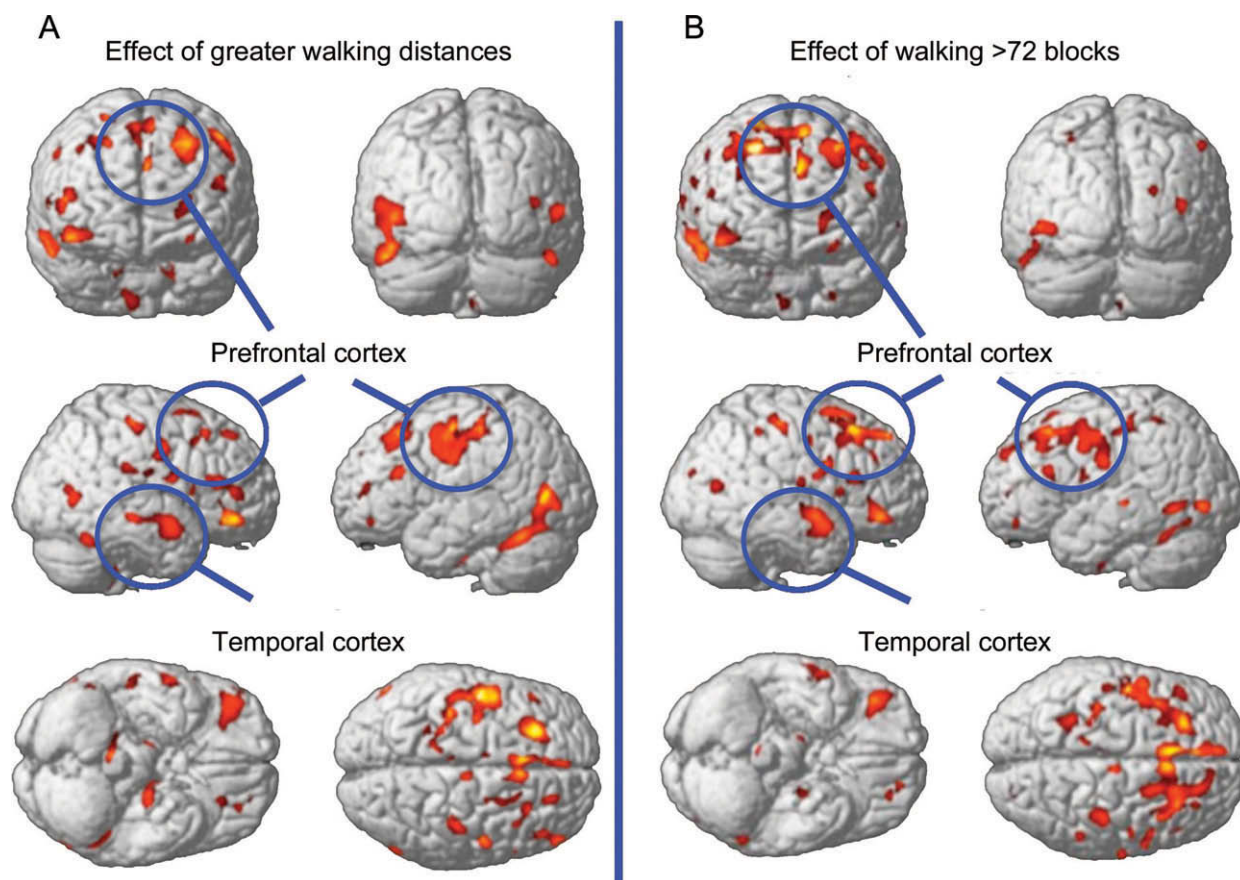 A
Effect of greater walking distances
Prefrontal cortex
Temporal cortex
B
Effect of walking >72 blocks
Prefrontal cortex
Temporal cortex